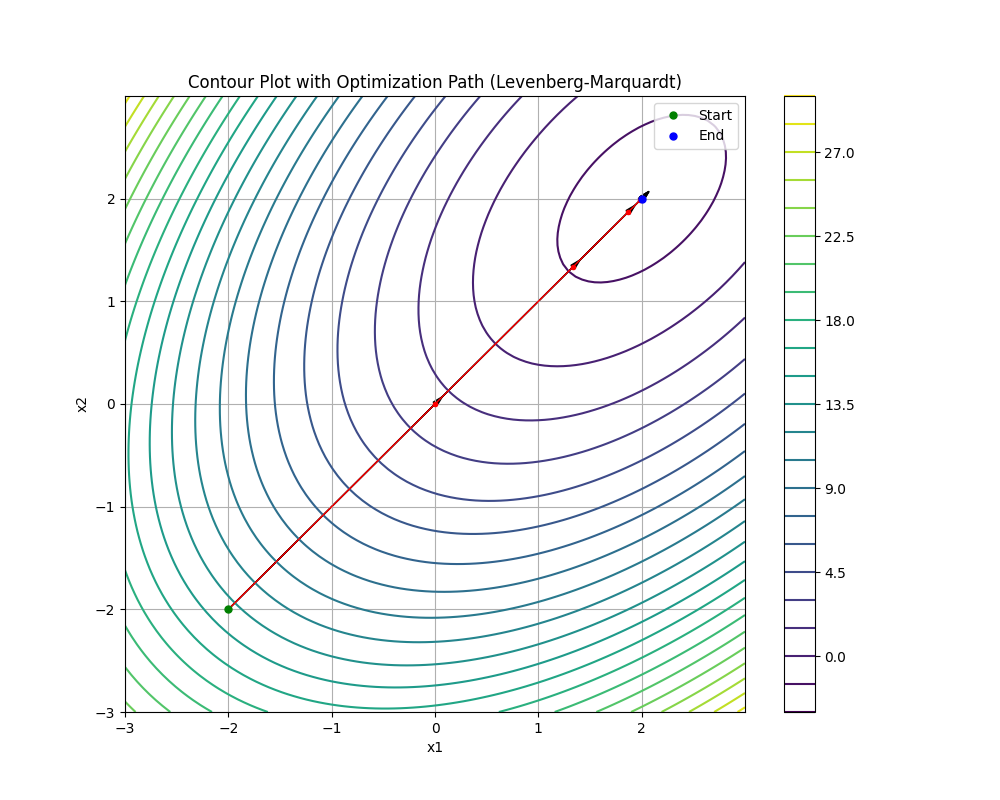 Contour Plot with Optimization Path (Levenberg-Marquardt)
Start
End
x2
2
1
0
−1
−2
−3
−3 −2 −1 0 1 2
x1
27.0
22.5
18.0
13.5
9.0
4.5
0.0